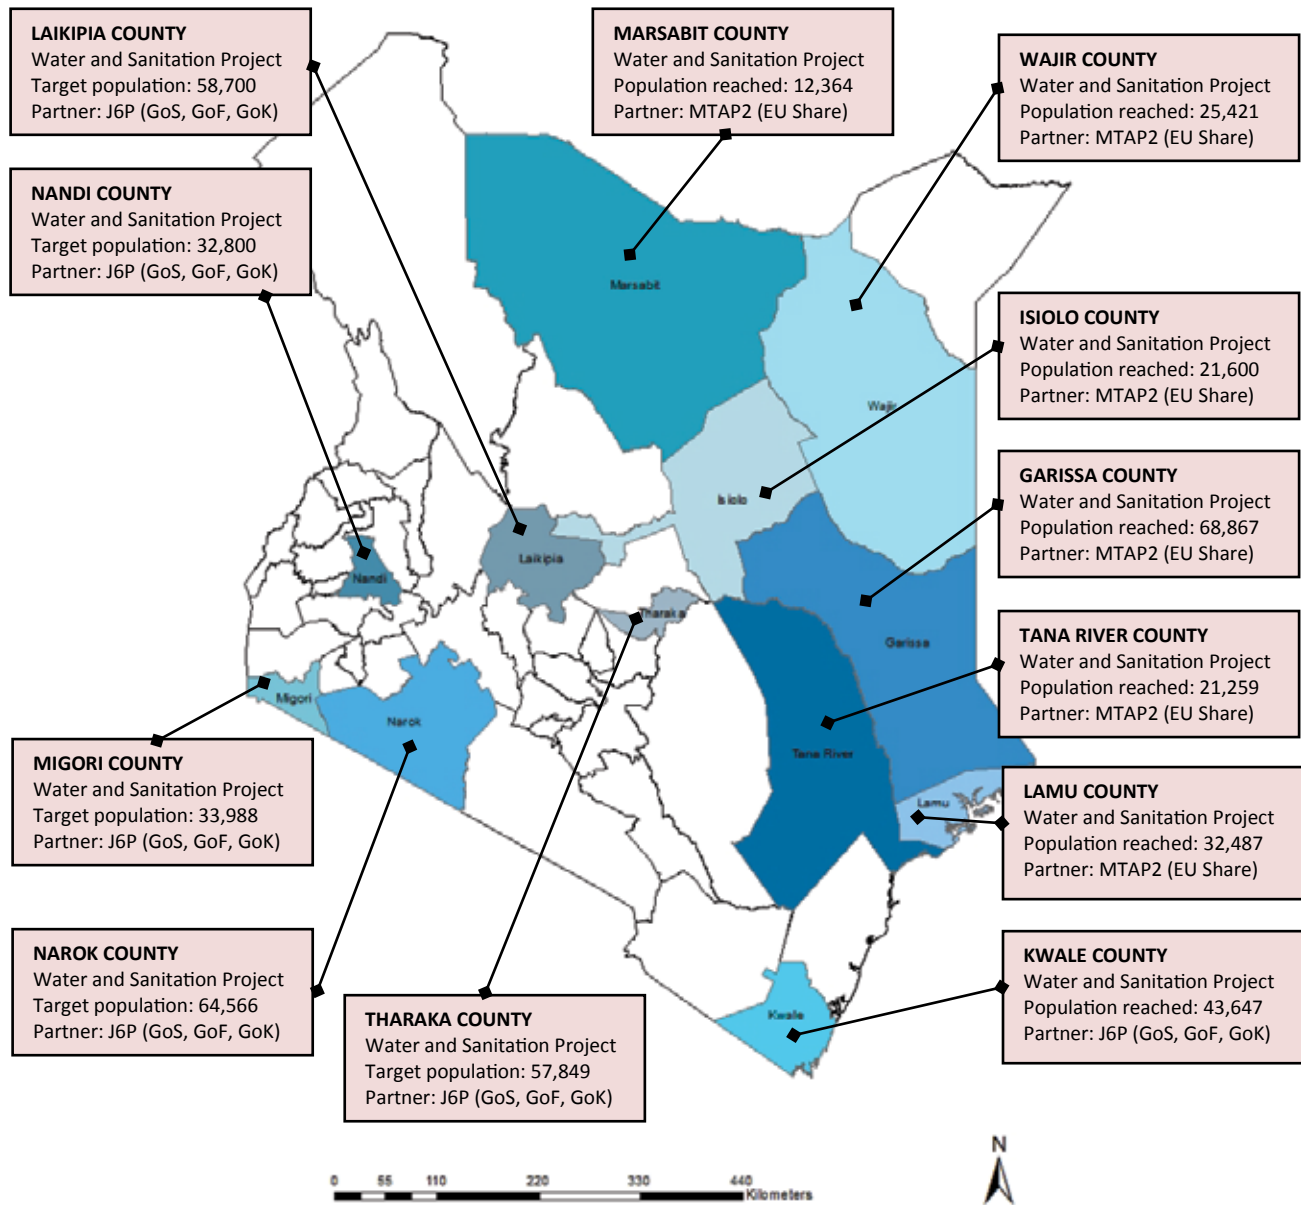 LAIKIPIA COUNTY
Water and Sanitation Project
Target population: 58,700
Partner: J6P (GoS, GoF, GoK)
MARSABIT COUNTY
Water and Sanitation Project
Population reached: 12,364
Partner: MTAP2 (EU Share)
WAJIR COUNTY
Water and Sanitation Project
Population reached: 25,421
Partner: MTAP2 (EU Share)
NANDI COUNTY
Water and Sanitation Project
Target population: 32,800
Partner: J6P (GoS, GoF, GoK)
ISIOLO COUNTY
Water and Sanitation Project
Population reached: 21,600
Partner: MTAP2 (EU Share)
GARISSA COUNTY
Water and Sanitation Project
Population reached: 68,867
Partner: MTAP2 (EU Share)
TANA RIVER COUNTY
Water and Sanitation Project
Population reached: 21,259
Partner: MTAP2 (EU Share)
MIGORI COUNTY
Water and Sanitation Project
Target population: 33,988
Partner: J6P (GoS, GoF, GoK)
LAMU COUNTY
Water and Sanitation Project
Population reached: 32,487
Partner: MTAP2 (EU Share)
NAROK COUNTY
Water and Sanitation Project
Target population: 64,566
Partner: J6P (GoS, GoF, GoK)
THARAKA COUNTY
Water and Sanitation Project
Target population: 57,849
Partner: J6P (GoS, GoF, GoK)
KWALE COUNTY
Water and Sanitation Project
Population reached: 43,647
Partner: J6P (GoS, GoF, GoK)
Marsabit
Wajir
Isiolo
Laikipia
Nandi
Tharaka
Garissa
Migori
Narok
Tana River
Lamu
Kwale
N
0 55 110 220 330 440
Kilometers